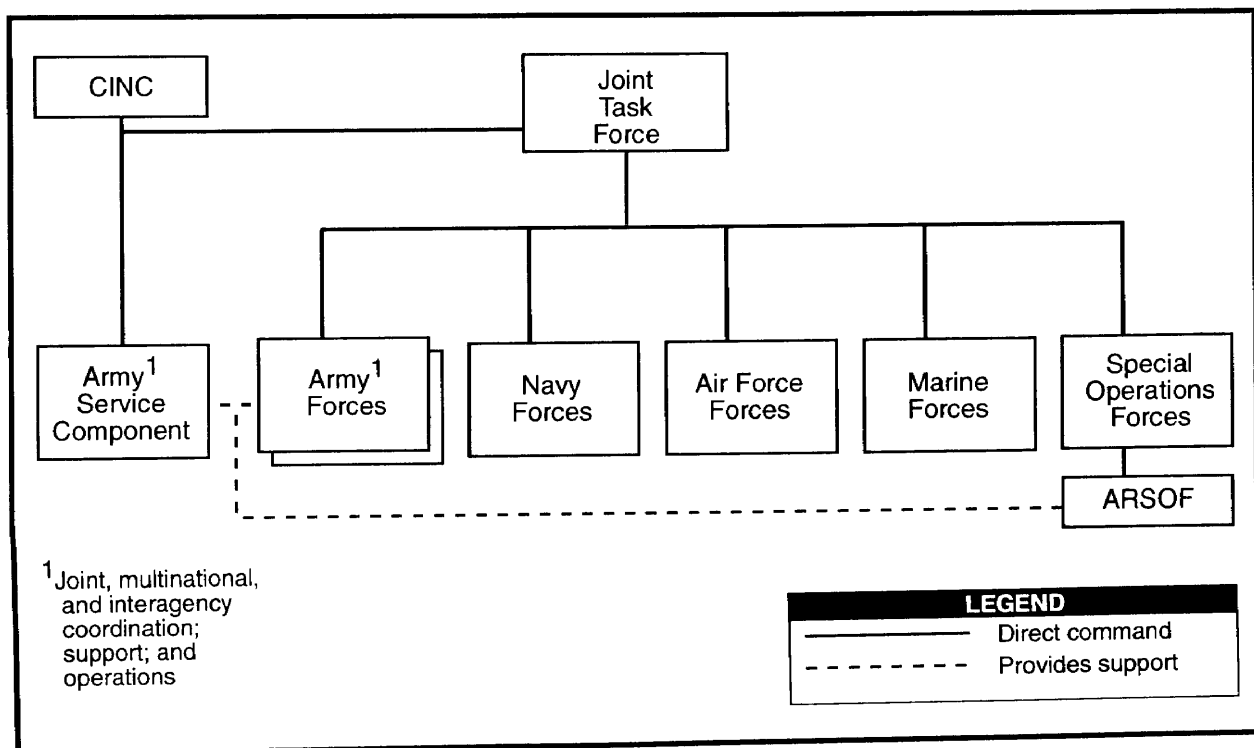 CINC
Joint
Task
Force
Army1
Service
Component
Army1
Forces
Navy
Forces
Air Force
Forces
Marine
Forces
Special
Operations
Forces
ARSOF
1Joint, multinational,
and interagency
coordination;
support; and
operations
LEGEND
Direct command
Provides support